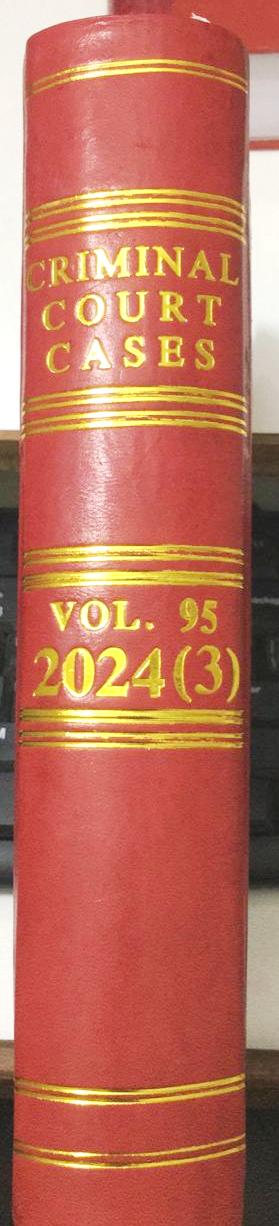 CRIMINAL
COURT
CASES
VOL. 95
2024(3)